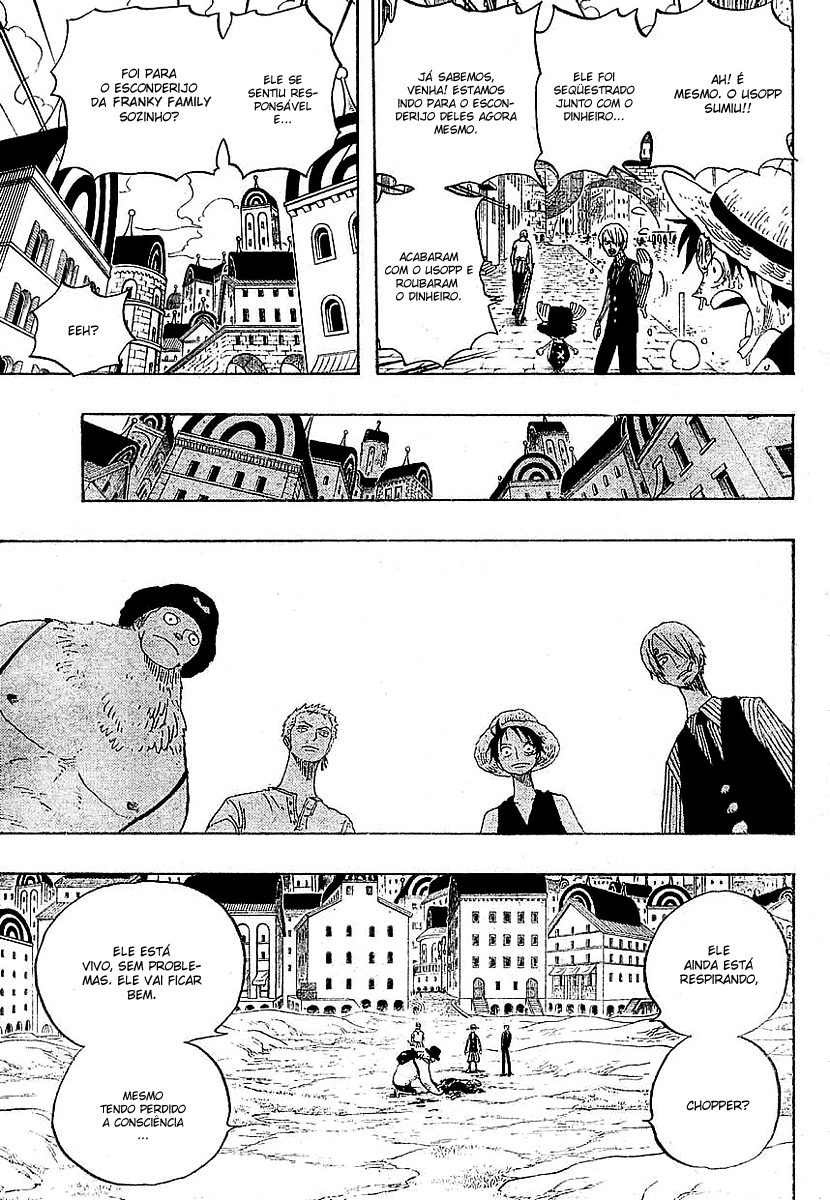 AH! É
MESMO. O USOPP
SUMIU!!
ELE FOI
SEQÜESTRADO
JUNTO COM O
DINHEIRO...
JÁ SABEMOS,
VENHA! ESTAMOS
INDO PARA O ESCON-
DERIJO DELES AGORA
MESMO.
ACABARAM
COM O USOPP E
ROUBARAM
O DINHEIRO.
ELE SE
SENTIU RES-
PONSÁVEL
E...
FOI PARA
O ESCONDERIJO
DA FRANKY FAMILY
SOZINHO?
EEH?
ELE
AINDA ESTÁ
RESPIRANDO,
CHOPPER?
ELE ESTÁ
VIVO, SEM PROBLE-
MAS. ELE VAI FICAR
BEM.
MESMO
TENDO PERDIDO
A CONSCIÊNCIA
...